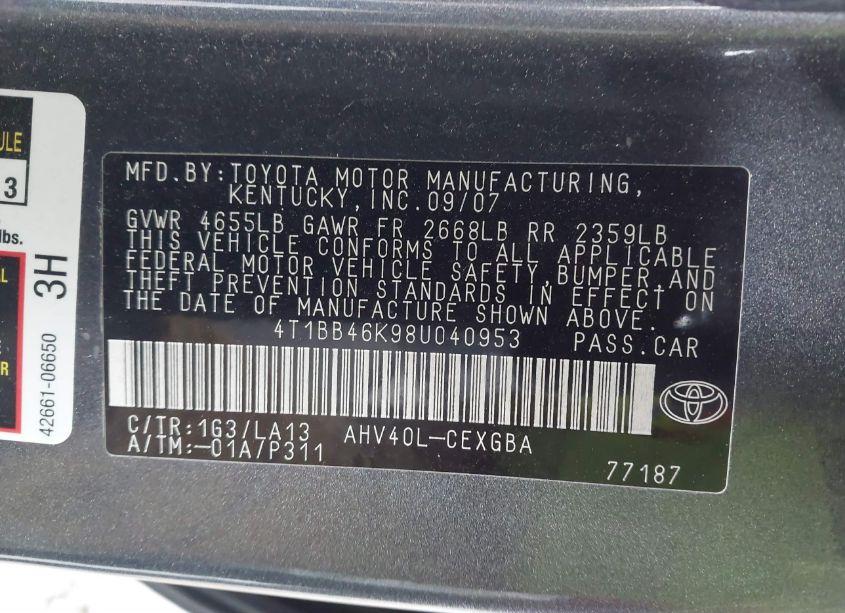 ULE
3
lbs.
L
E
R
3H
42661-06650
MFD.BY:TOYOTA MOTOR MANUFACTURING,
KENTUCKY,INC.09/07
GVWR 4655LB GAWR FR 2668LB RR 2359LB
THIS VEHICLE CONFORMS TO ALL APPLICABLE
FEDERAL MOTOR VEHICLE SAFETY,BUMPER,AND
THEFT PREVENTION STANDARDS IN EFFECT ON
THE DATE OF MANUFACTURE SHOWN ABOVE.
4T1BB46K98U040953 PASS.CAR
C/TR:1G3/LA13 AHV40L-CEXGBA
A/TM:-01A/P311
77187